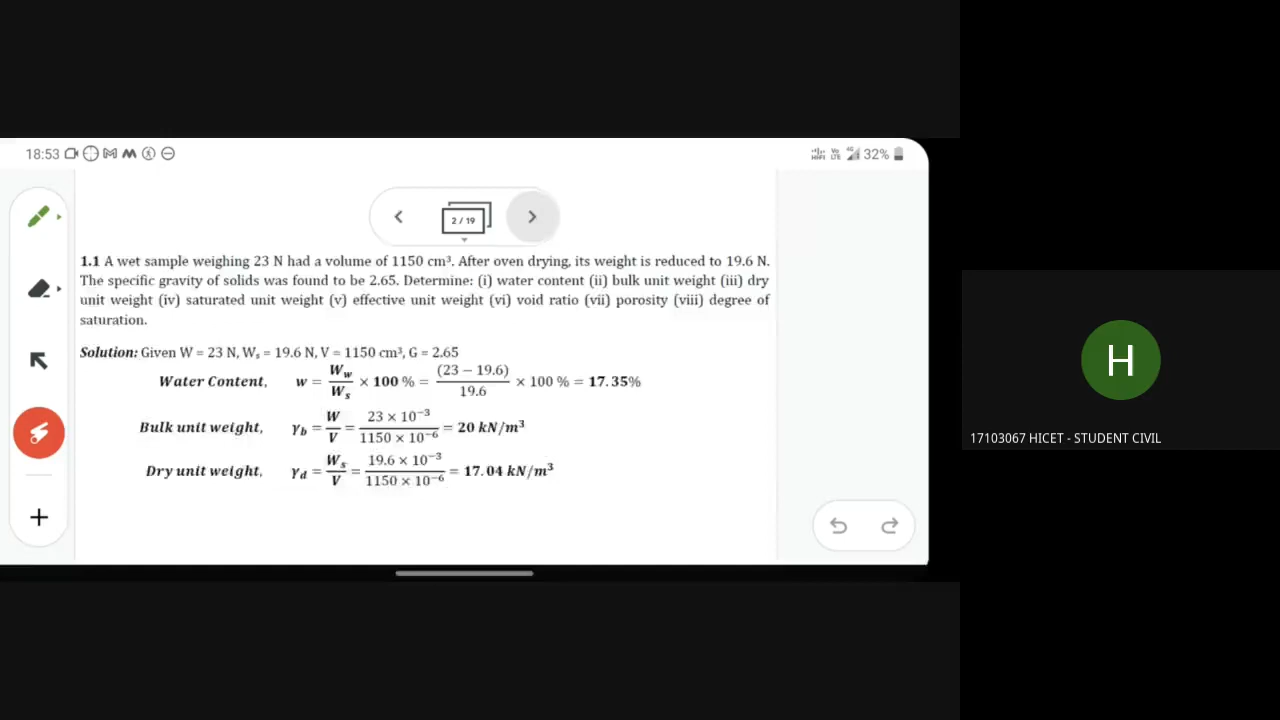 18:53
32%
2 / 19
1.1 A wet sample weighing 23 N had a volume of 1150 cm³. After oven drying, its weight is reduced to 19.6 N.
The specific gravity of solids was found to be 2.65. Determine: (i) water content (ii) bulk unit weight (iii) dry
unit weight (iv) saturated unit weight (v) effective unit weight (vi) void ratio (vii) porosity (viii) degree of
saturation.
Solution: Given W = 23 N, Wₛ = 19.6 N, V = 1150 cm³, G = 2.65
Water Content, w = W_w / W_s × 100 % = (23 − 19.6) / 19.6 × 100 % = 17.35%
Bulk unit weight, γ_b = W / V = 23 × 10⁻³ / 1150 × 10⁻⁶ = 20 kN/m³
Dry unit weight, γ_d = W_s / V = 19.6 × 10⁻³ / 1150 × 10⁻⁶ = 17.04 kN/m³
H
17103067 HICET - STUDENT CIVIL